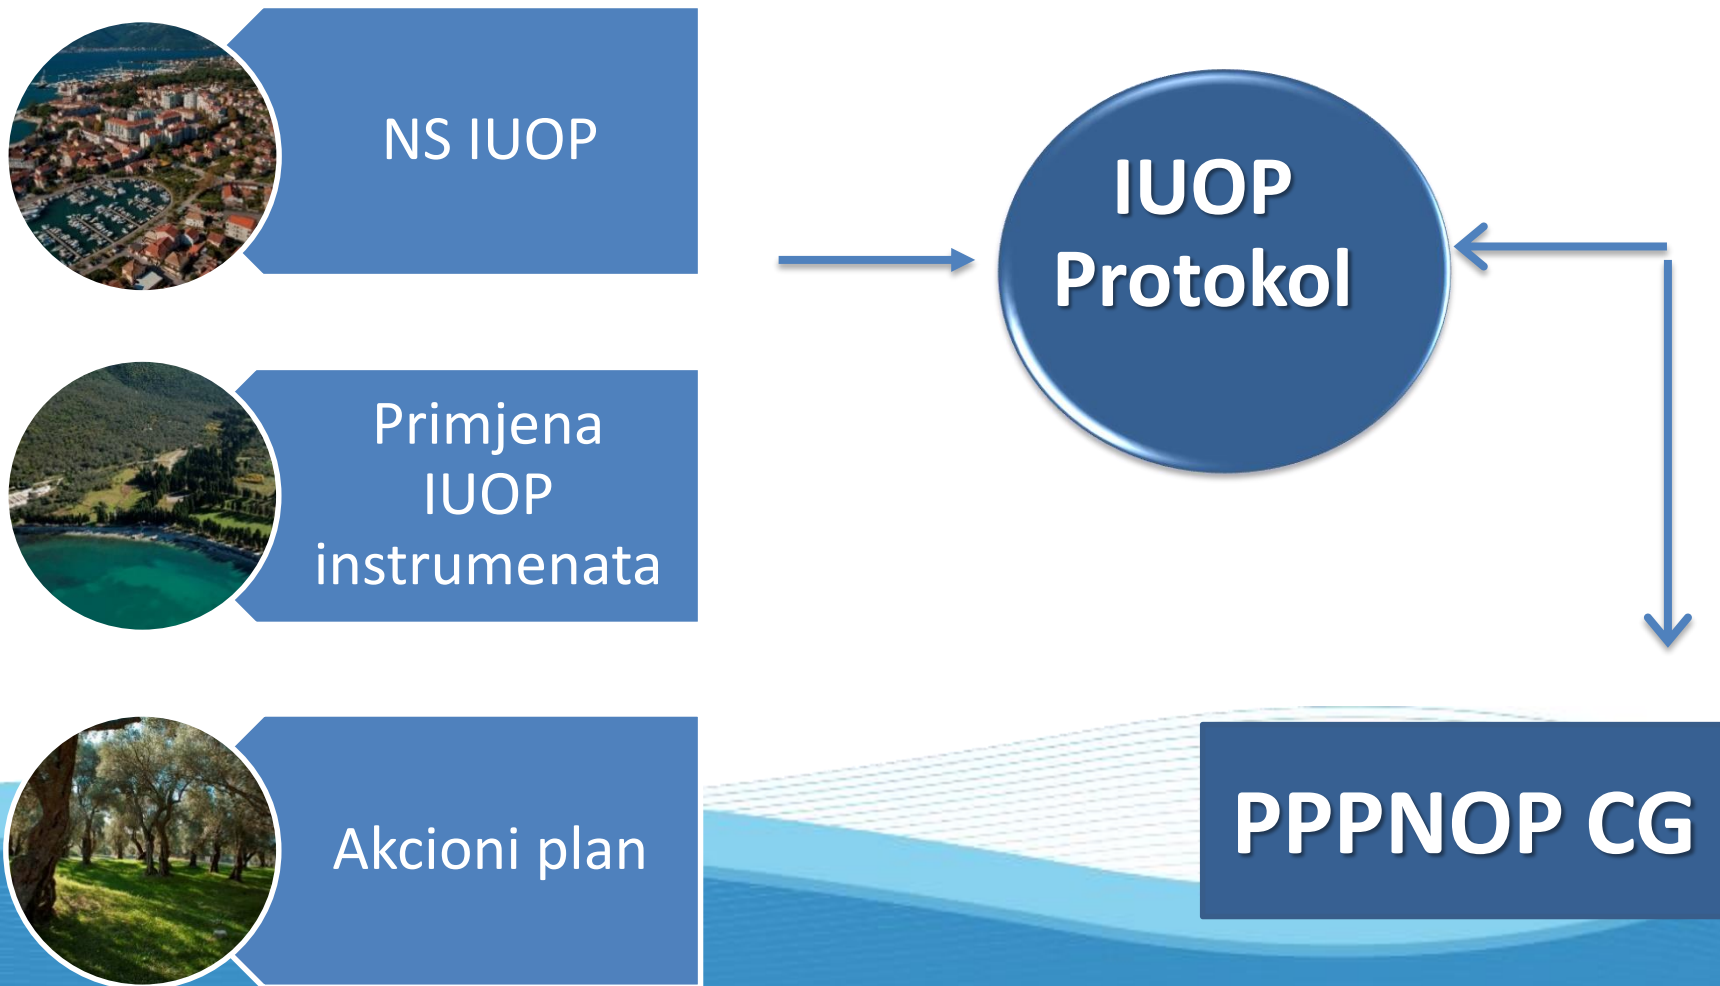 NS IUOP
Primjena
IUOP
instrumenata
Akcioni plan
IUOP
Protokol
PPPNOP CG